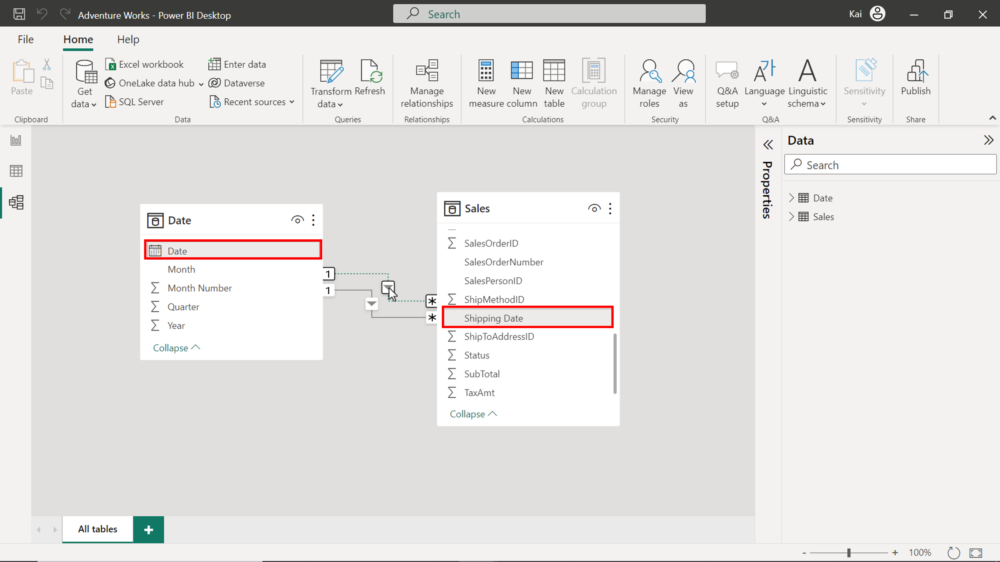 Adventure Works - Power BI Desktop
Search
Kai
File
Home
Help
Paste
Clipboard
Get data
Excel workbook
OneLake data hub
SQL Server
Enter data
Dataverse
Recent sources
Data
Transform data
Refresh
Queries
Manage relationships
Relationships
New measure
New column
New table
Calculation group
Calculations
Manage roles
View as
Security
Q&A setup
Language
Linguistic schema
Q&A
Sensitivity
Sensitivity
Publish
Share
Date
Date
Month
Month Number
Quarter
Year
Collapse
1
1
*
*
Sales
SalesOrderID
SalesOrderNumber
SalesPersonID
ShipMethodID
Shipping Date
ShipToAddressID
Status
SubTotal
TaxAmt
Collapse
Properties
Data
Search
Date
Sales
All tables
+
- + 100%